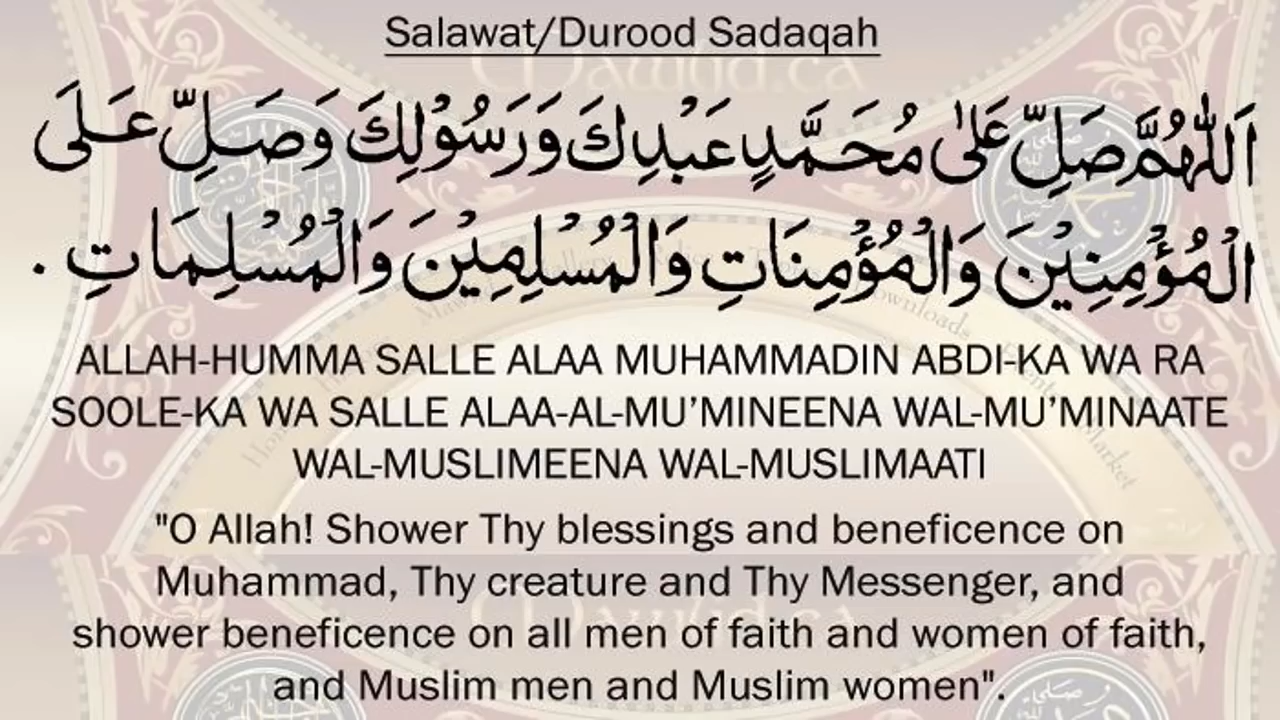 Salawat/Durood Sadaqah
اَللّٰهُمَّ صَلِّ عَلٰى مُحَمَّدٍ عَبْدِكَ وَرَسُوْلِكَ وَصَلِّ عَلَى
الْمُؤْمِنِيْنَ وَالْمُؤْمِنَاتِ وَالْمُسْلِمِيْنَ وَالْمُسْلِمَاتِ .
ALLAH-HUMMA SALLE ALAA MUHAMMADIN ABDI-KA WA RA
SOOLE-KA WA SALLE ALAA-AL-MU’MINEENA WAL-MU’MINAATE
WAL-MUSLIMEENA WAL-MUSLIMAATI
"O Allah! Shower Thy blessings and beneficence on
Muhammad, Thy creature and Thy Messenger, and
shower beneficence on all men of faith and women of faith,
and Muslim men and Muslim women".